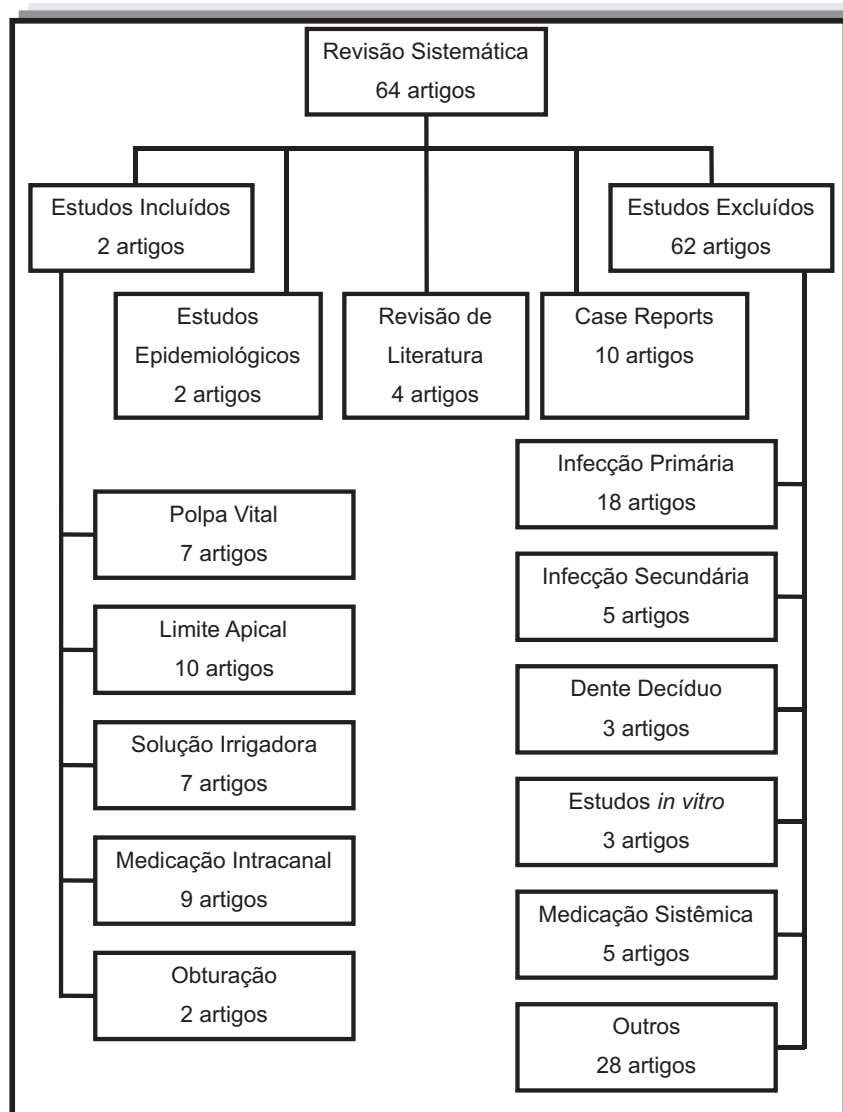 Revisão Sistemática
64 artigos
Estudos Incluídos
2 artigos
Estudos Excluídos
62 artigos
Estudos
Epidemiológicos
2 artigos
Revisão de
Literatura
4 artigos
Case Reports
10 artigos
Polpa Vital
7 artigos
Limite Apical
10 artigos
Solução Irrigadora
7 artigos
Medicação Intracanal
9 artigos
Obturação
2 artigos
Infecção Primária
18 artigos
Infecção Secundária
5 artigos
Dente Decíduo
3 artigos
Estudos in vitro
3 artigos
Medicação Sistêmica
5 artigos
Outros
28 artigos